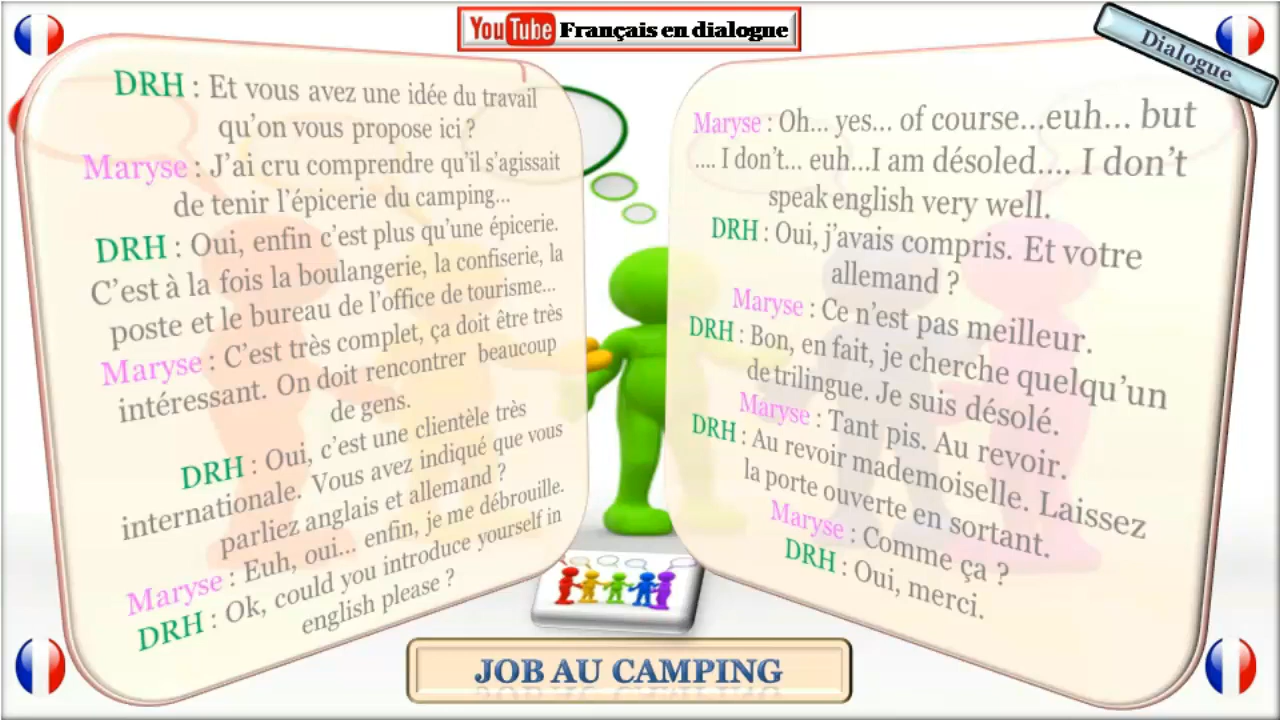 YouTube Français en dialogue
Dialogue
DRH : Et vous avez une idée du travail
qu'on vous propose ici ?
Maryse : J'ai cru comprendre qu'il s'agissait
de tenir l'épicerie du camping...
DRH : Oui, enfin c'est plus qu'une épicerie.
C'est à la fois la boulangerie, la confiserie, la
poste et le bureau de l'office de tourisme...
Maryse : C'est très complet, ça doit être très
intéressant. On doit rencontrer beaucoup
de gens.
DRH : Oui, c'est une clientèle très
internationale. Vous avez indiqué que vous
parliez anglais et allemand ?
Maryse : Euh, oui... enfin, je me débrouille.
DRH : Ok, could you introduce yourself in
english please ?
Maryse : Oh... yes... of course...euh... but
.... I don't... euh...I am désoled.... I don't
speak english very well.
DRH : Oui, j'avais compris. Et votre
allemand ?
Maryse : Ce n'est pas meilleur.
DRH : Bon, en fait, je cherche quelqu'un
de trilingue. Je suis désolé.
Maryse : Tant pis. Au revoir.
DRH : Au revoir mademoiselle. Laissez
la porte ouverte en sortant.
Maryse : Comme ça ?
DRH : Oui, merci.
JOB AU CAMPING